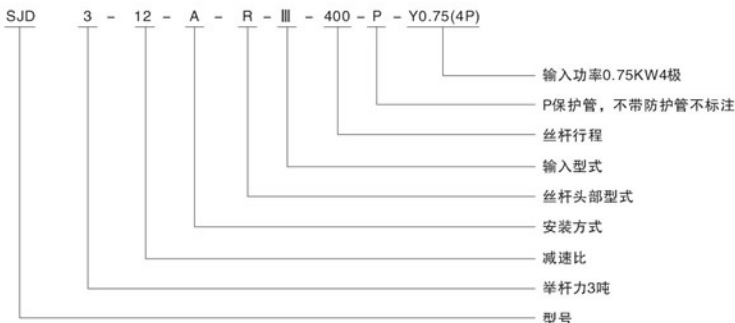 SJD 3 - 12 - A - R - Ⅲ - 400 - P - Y0.75(4P)
输入功率0.75KW4极
P保护管，不带防护管不标注
丝杆行程
输入型式
丝杆头部型式
安装方式
减速比
举杆力3吨
型号